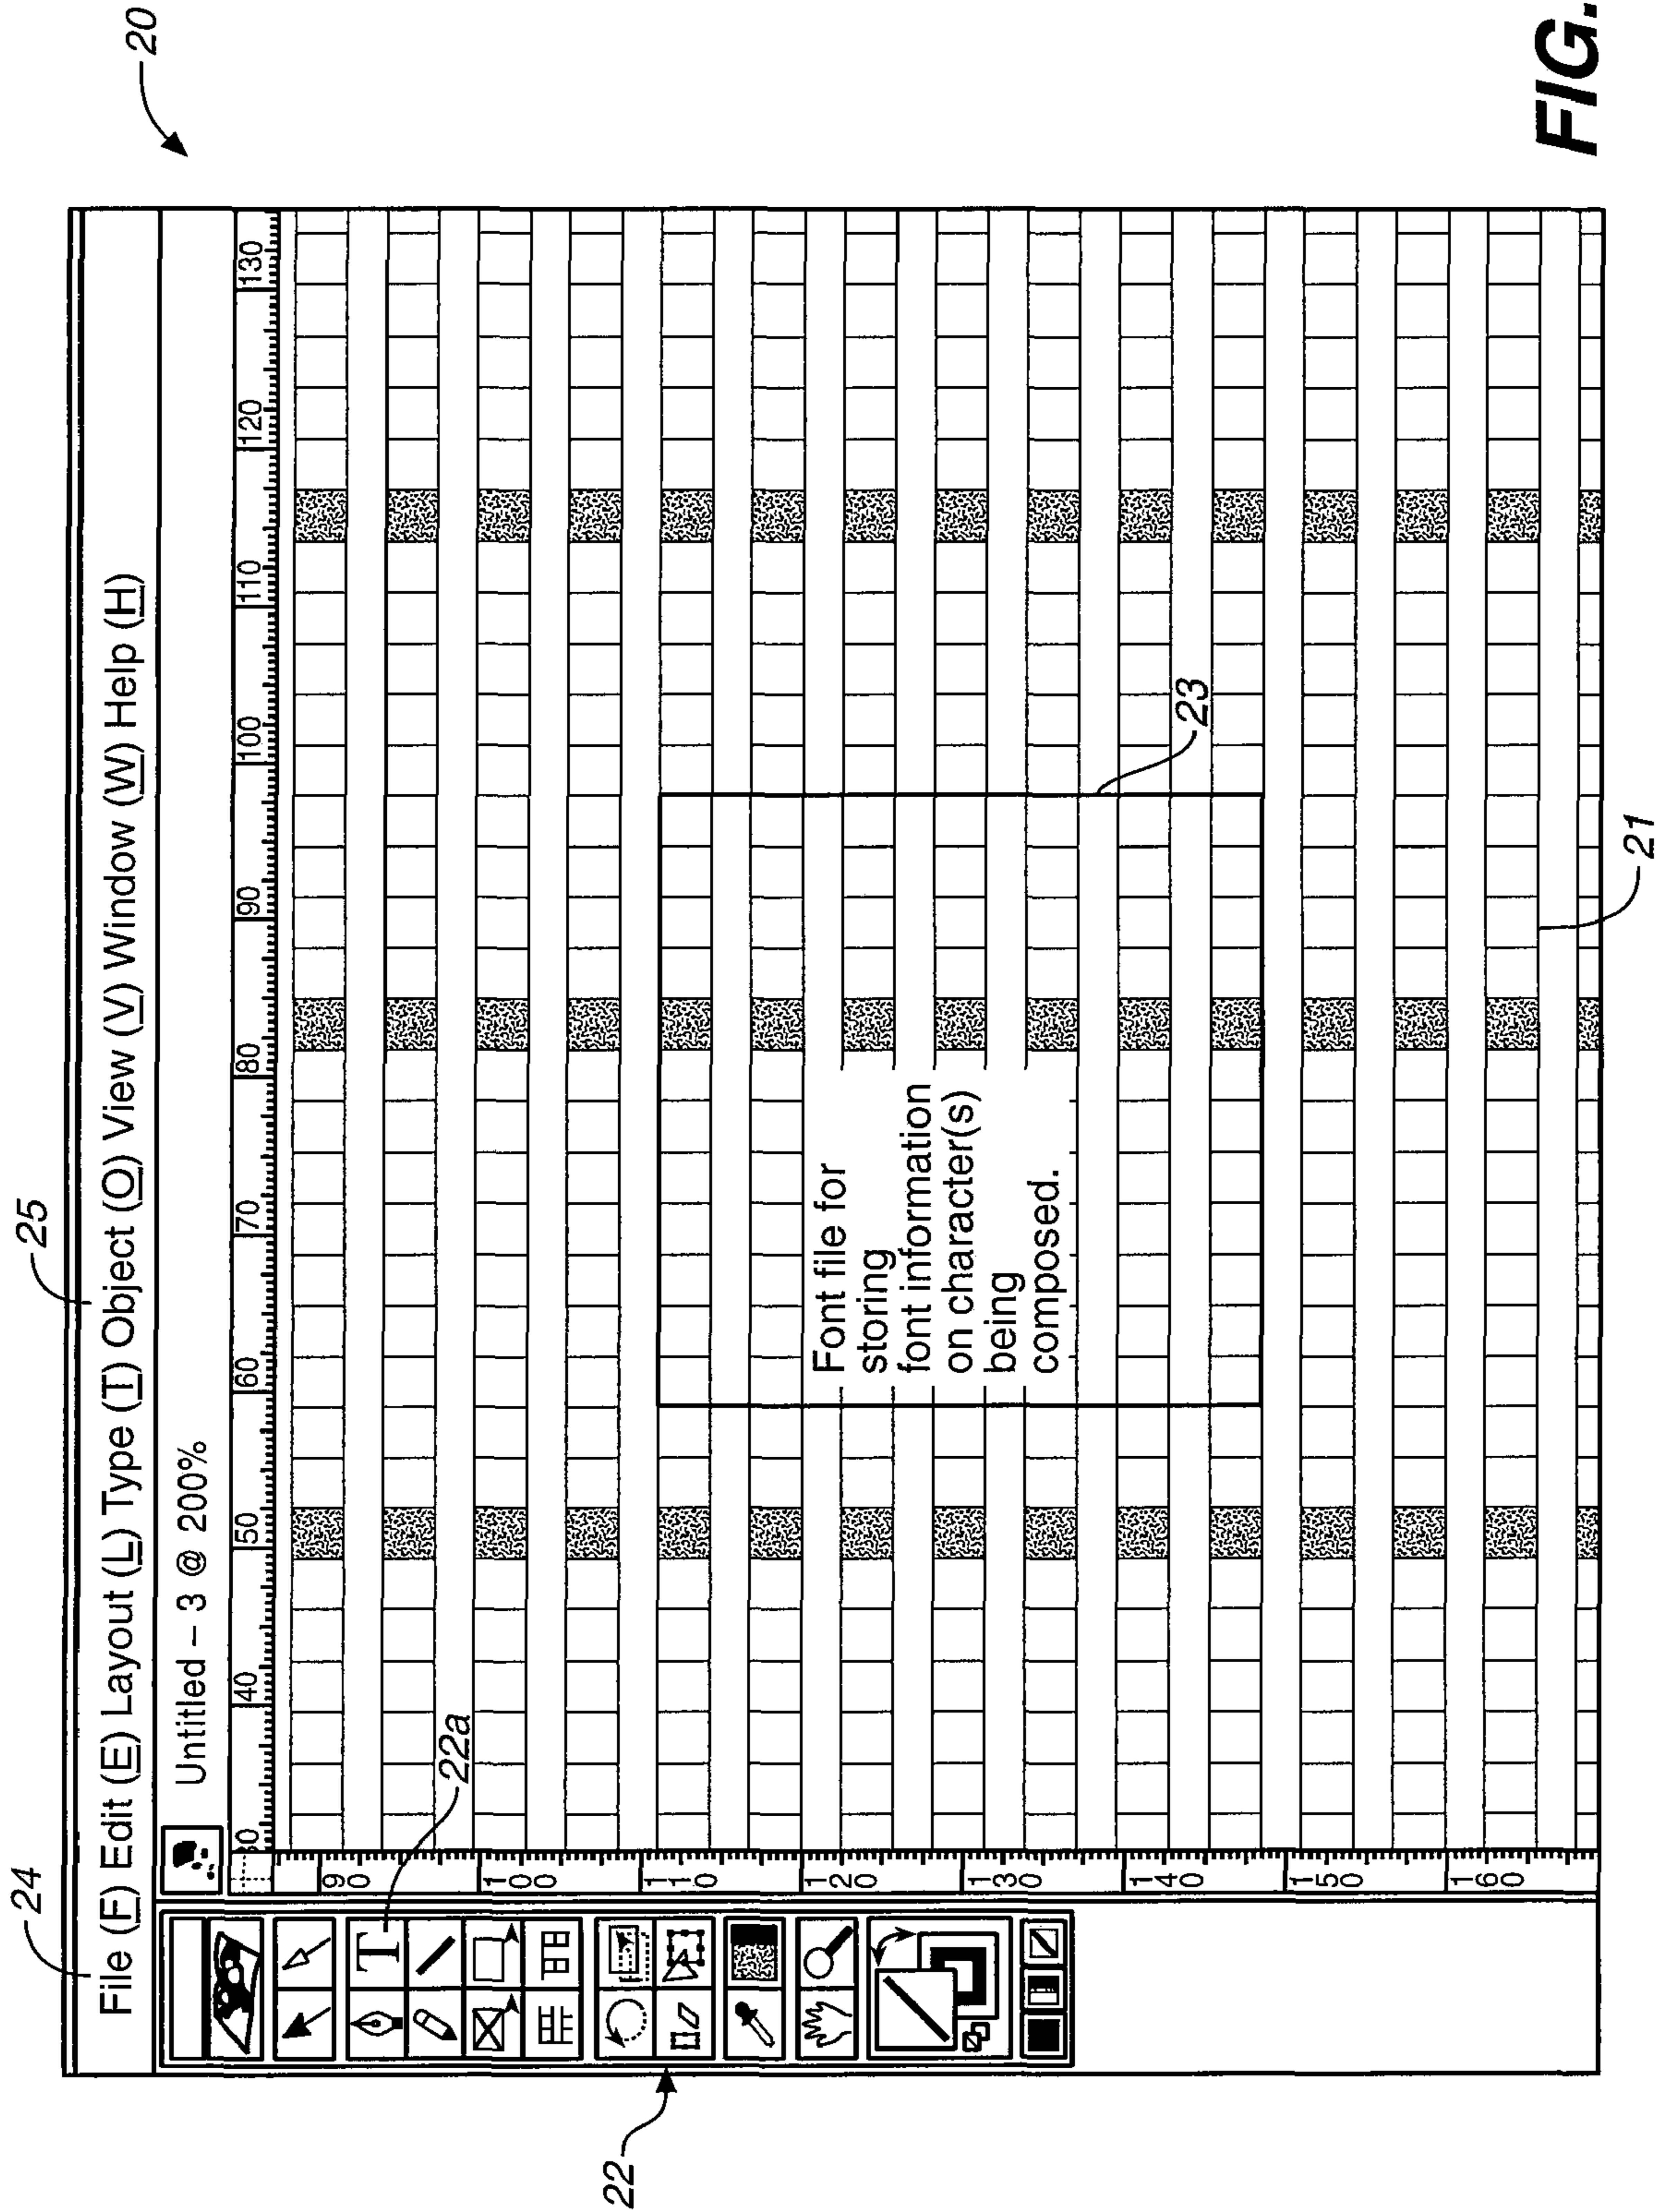 20
25
24
File (F) Edit (E) Layout (L) Type (T) Object (O) View (V) Window (W) Help (H)
Untitled – 3 @ 200%
40 50 60 70 80 90 100 110 120 130
22a
T
90
100
110
120
130
140
150
160
Font file for
storing
font information
on character(s)
being
composed.
23
22
21
FIG.